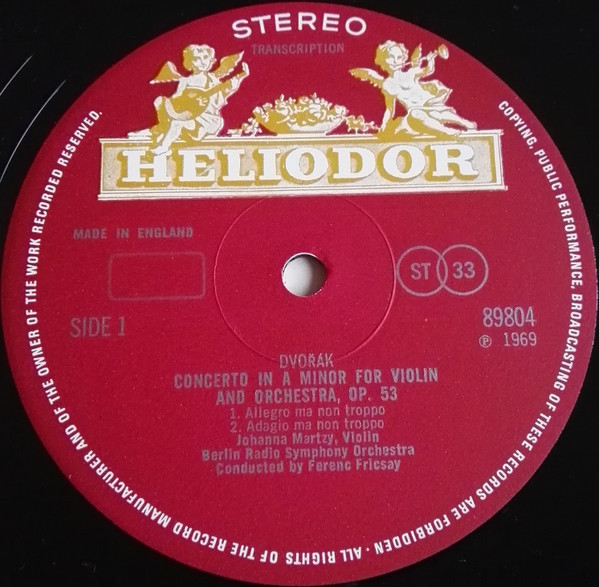 STEREO
TRANSCRIPTION
HELIODOR
MADE IN ENGLAND
ST 33
SIDE 1
89804
℗ 1969
DVOŘÁK
CONCERTO IN A MINOR FOR VIOLIN
AND ORCHESTRA, OP. 53
1. Allegro ma non troppo
2. Adagio ma non troppo
Johanna Martzy, Violin
Berlin Radio Symphony Orchestra
Conducted by Ferenc Fricsay
COPYING, PUBLIC PERFORMANCE, BROADCASTING OF THESE RECORDS ARE FORBIDDEN · ALL RIGHTS OF THE RECORD MANUFACTURER AND OF THE OWNER OF THE WORK RECORDED RESERVED.